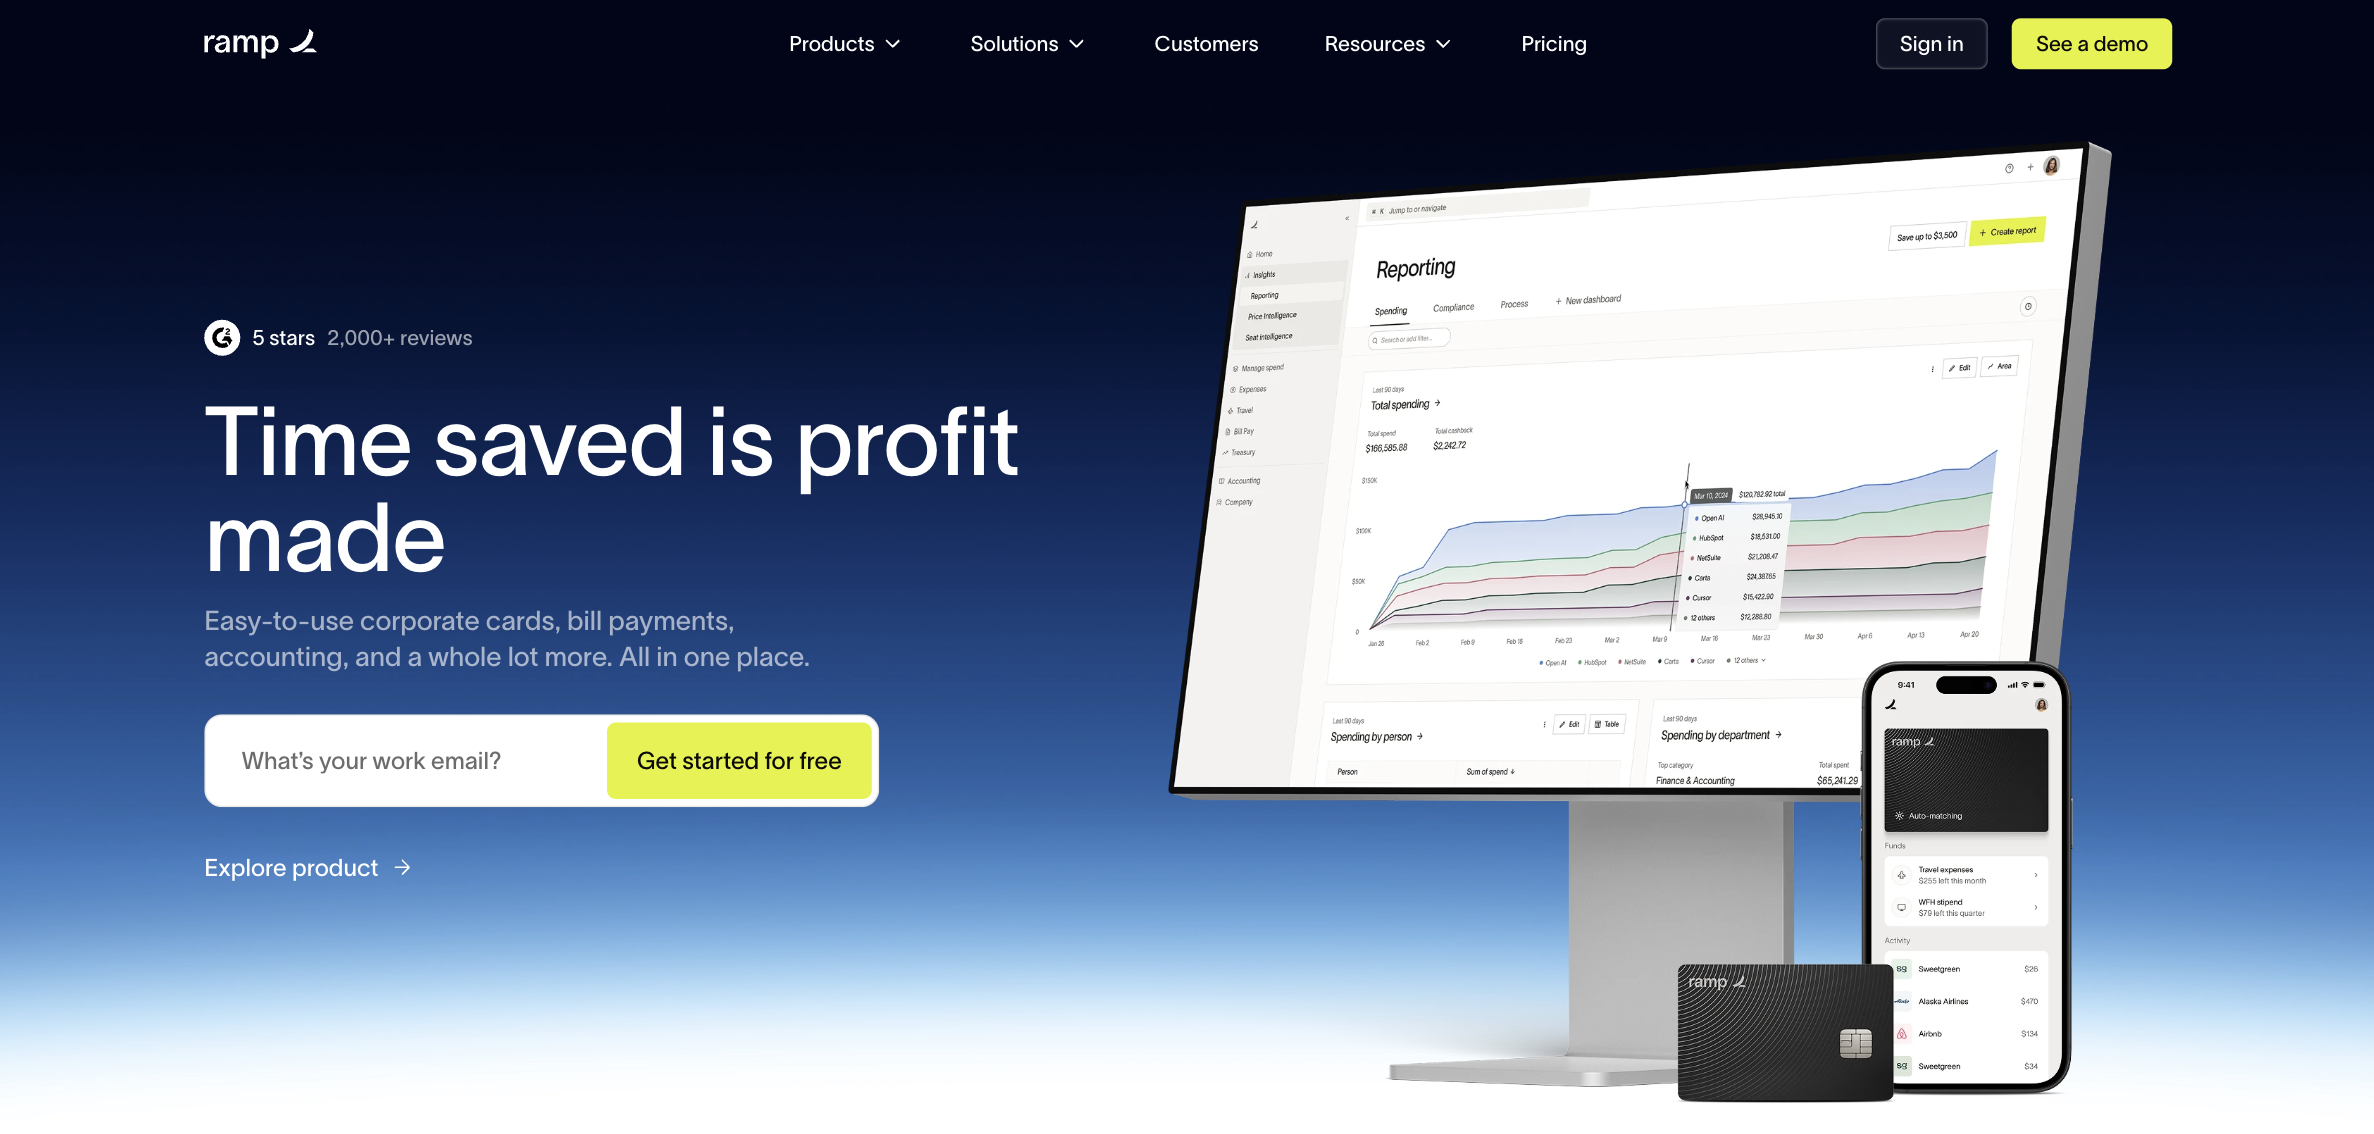 ramp
Products
Solutions
Customers
Resources
Pricing
Sign in
See a demo
5 stars 2,000+ reviews
Time saved is profit
made
Easy-to-use corporate cards, bill payments,
accounting, and a whole lot more. All in one place.
What's your work email?
Get started for free
Explore product →
K Jump to or navigate
Home
Insights
Reporting
Price Intelligence
Seat Intelligence
Manage spend
Expenses
Travel
Bill Pay
Treasury
Accounting
Company
Reporting
Save up to $3,500
+ Create report
Spending Compliance Process + New dashboard
Search or add filter...
Last 90 days
Total spending →
Edit
Area
Total spend Total cashback
$166,585.88 $2,242.72
$150K
$100K
$50K
0
Mar 10, 2024 $120,782.92 total
Open AI $28,945.10
HubSpot $18,531.00
NetSuite $21,208.47
Carta $24,387.65
Cursor $15,422.90
12 others $12,288.80
Jan 26 Feb 2 Feb 9 Feb 16 Feb 23 Mar 2 Mar 9 Mar 16 Mar 23 Mar 30 Apr 6 Apr 13 Apr 20
Open AI HubSpot NetSuite Carta Cursor 12 others
Last 90 days
Spending by person →
Edit
Table
Person Sum of spend ↓
Last 90 days
Spending by department →
Top category Total spent
Finance & Accounting $65,241.29
9:41
ramp
Auto-matching
Funds
Travel expenses
$255 left this month
WFH stipend
$79 left this quarter
Activity
sg Sweetgreen $26
Alaska Airlines $470
Airbnb $134
sg Sweetgreen $34
ramp